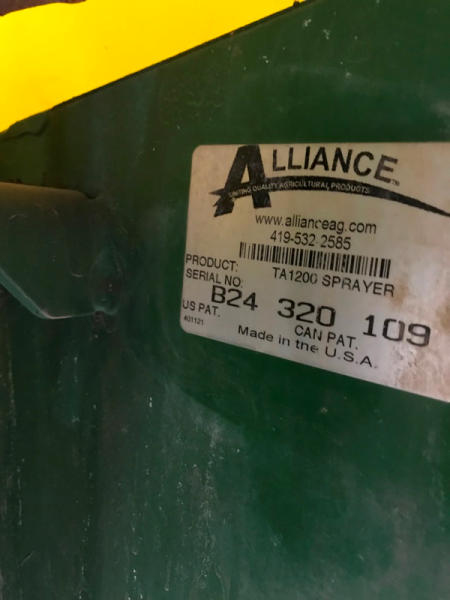 ALLIANCE
UNITING QUALITY AGRICULTURAL PRODUCTS
www.allianceag.com
419-532-2585
PRODUCT: TA1200 SPRAYER
SERIAL NO: B24 320 109
US PAT. CAN PAT.
401121 Made in the U.S.A.